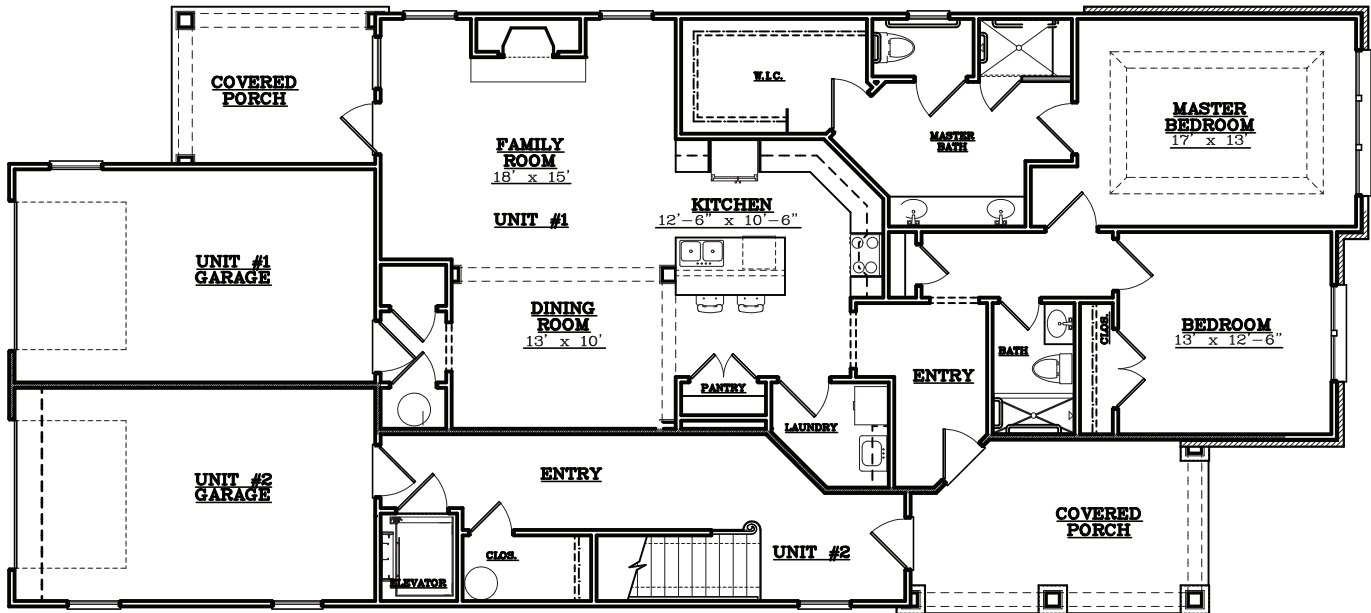 COVERED
PORCH
W.I.C.
MASTER
BEDROOM
17' x 13'
FAMILY
ROOM
18' x 15'
MASTER
BATH
UNIT #1
KITCHEN
12'-6" x 10'-6"
UNIT #1
GARAGE
DINING
ROOM
13' x 10'
BATH
CLOS.
BEDROOM
13' x 12'-6"
ENTRY
PANTRY
LAUNDRY
UNIT #2
GARAGE
ENTRY
COVERED
PORCH
CLOS.
UNIT #2
ELEVATOR